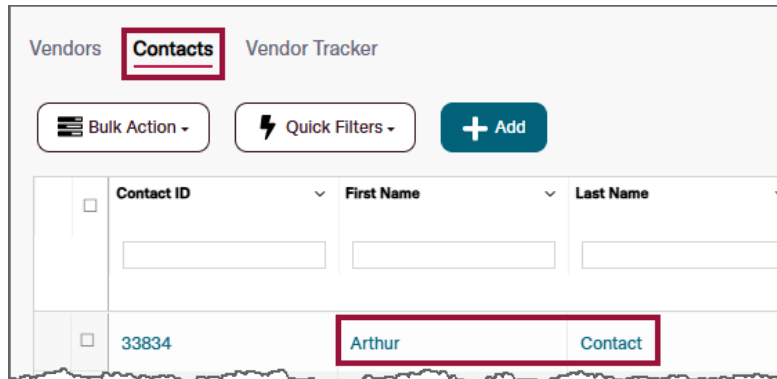 Vendors Contacts Vendor Tracker
Bulk Action Quick Filters Add
Contact ID First Name Last Name
33834 Arthur Contact